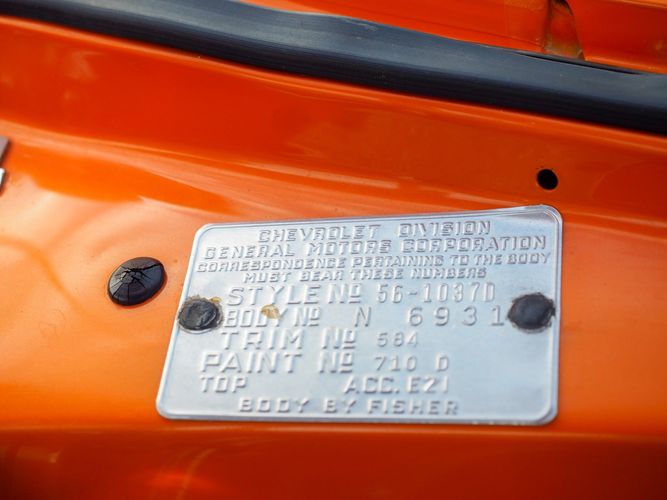 CHEVROLET DIVISION
GENERAL MOTORS CORPORATION
CORRESPONDENCE PERTAINING TO THE BODY
MUST BEAR THESE NUMBERS
STYLE No 56-1037D
BODY No N 6931
TRIM No 584
PAINT No 710 D
TOP ACC. EZI
BODY BY FISHER